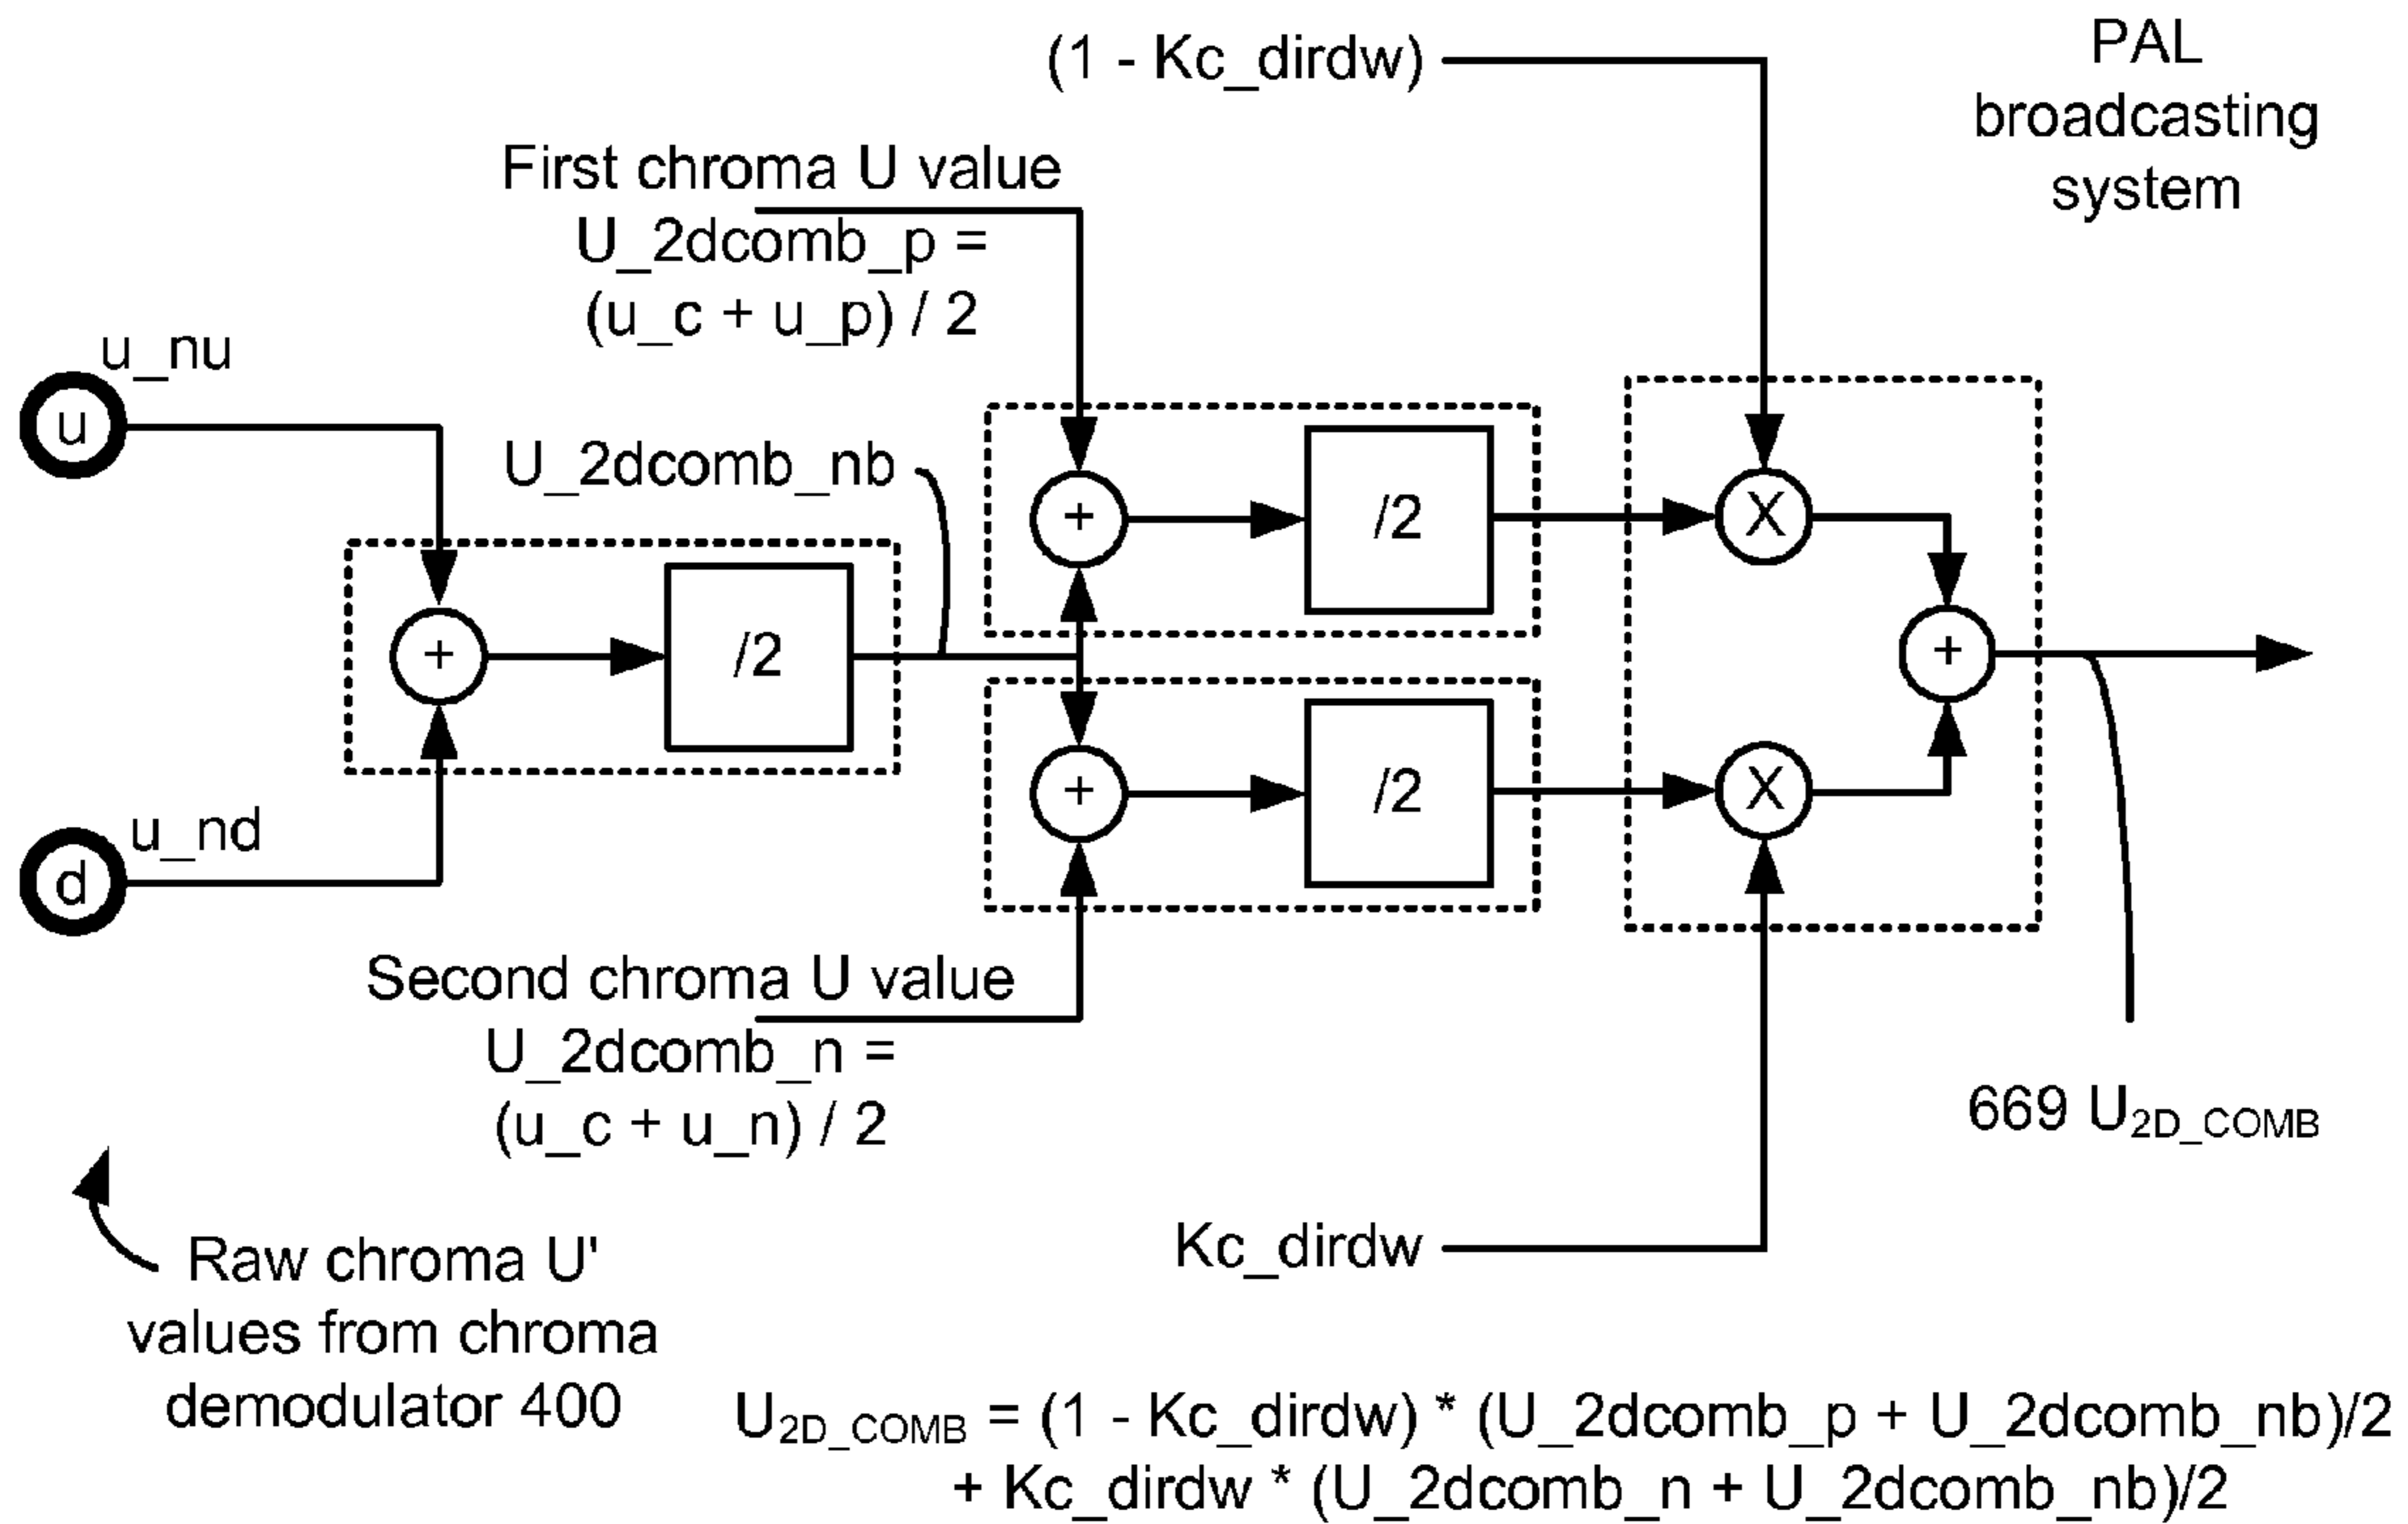 (1 - Kc_dirdw)
PAL
broadcasting
system
First chroma U value
U_2dcomb_p =
(u_c + u_p) / 2
u_nu
u
U_2dcomb_nb
+
/2
X
+
/2
+
+
/2
X
u_nd
d
Second chroma U value
U_2dcomb_n =
(u_c + u_n) / 2
669 U2D_COMB
Kc_dirdw
Raw chroma U'
values from chroma
demodulator 400
U2D_COMB = (1 - Kc_dirdw) * (U_2dcomb_p + U_2dcomb_nb)/2
+ Kc_dirdw * (U_2dcomb_n + U_2dcomb_nb)/2